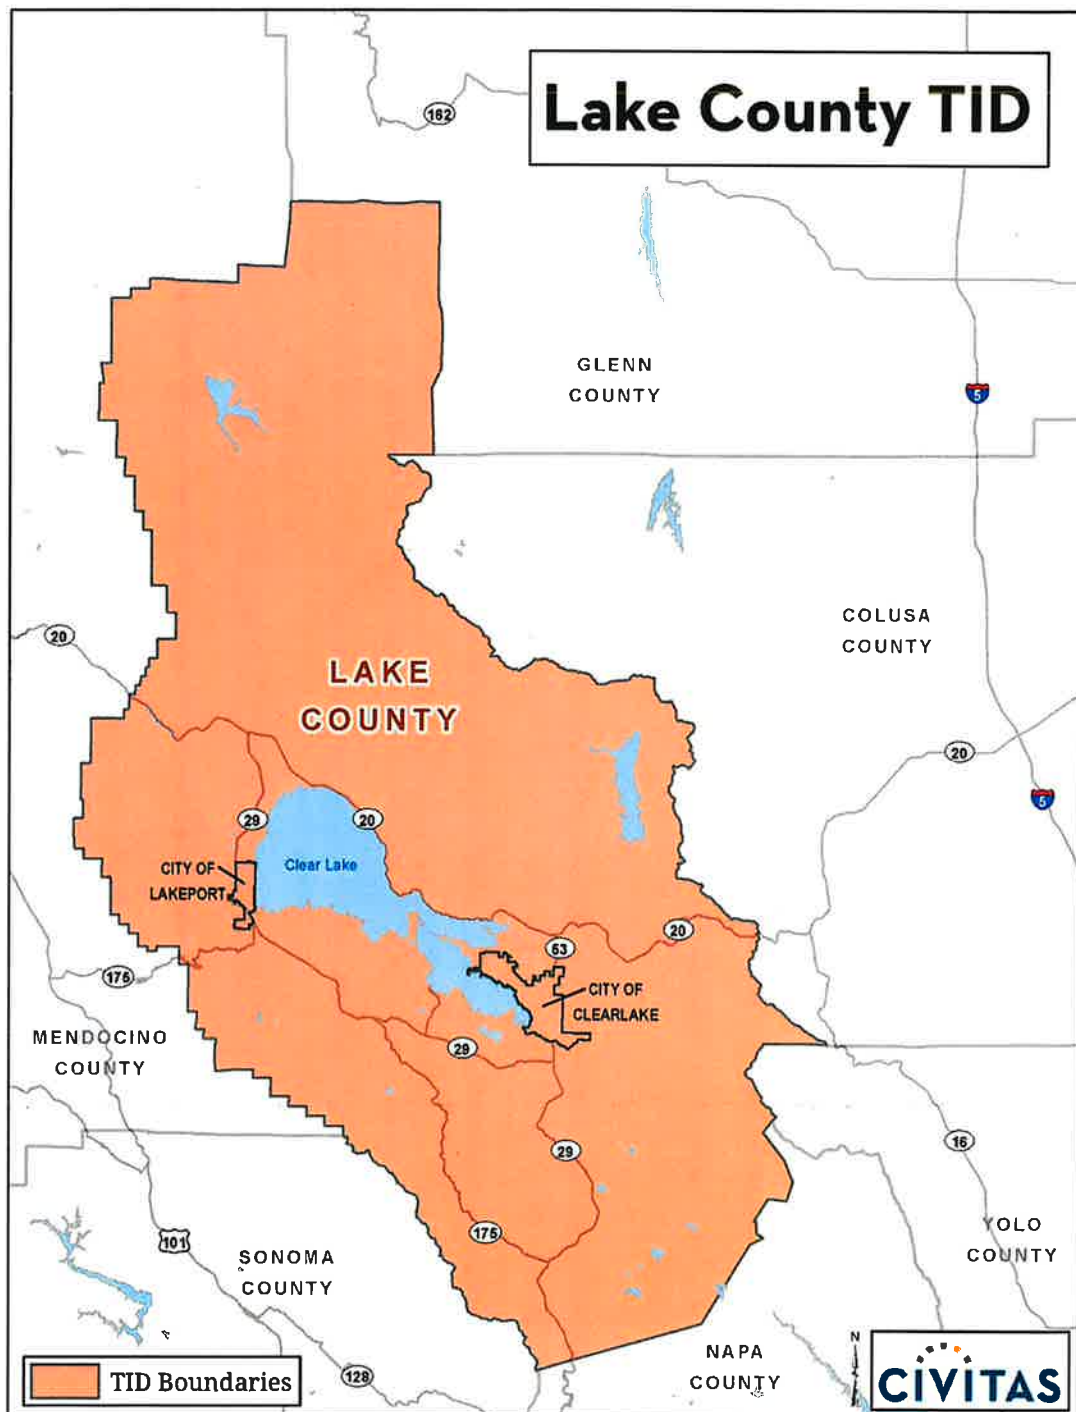 Lake County TID
162
GLENN
COUNTY
5
COLUSA
COUNTY
20
LAKE
COUNTY
20
5
29
20
Clear Lake
CITY OF
LAKEPORT
20
53
175
CITY OF
CLEARLAKE
MENDOCINO
COUNTY
29
16
29
175
101
SONOMA
COUNTY
YOLO
COUNTY
NAPA
COUNTY
128
N
TID Boundaries
CIVITAS